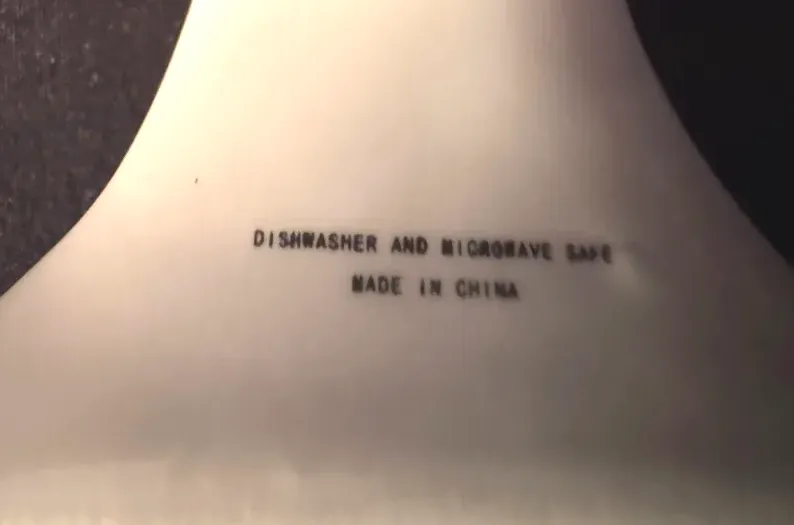 DISHWASHER AND MICROWAVE SAFE
MADE IN CHINA